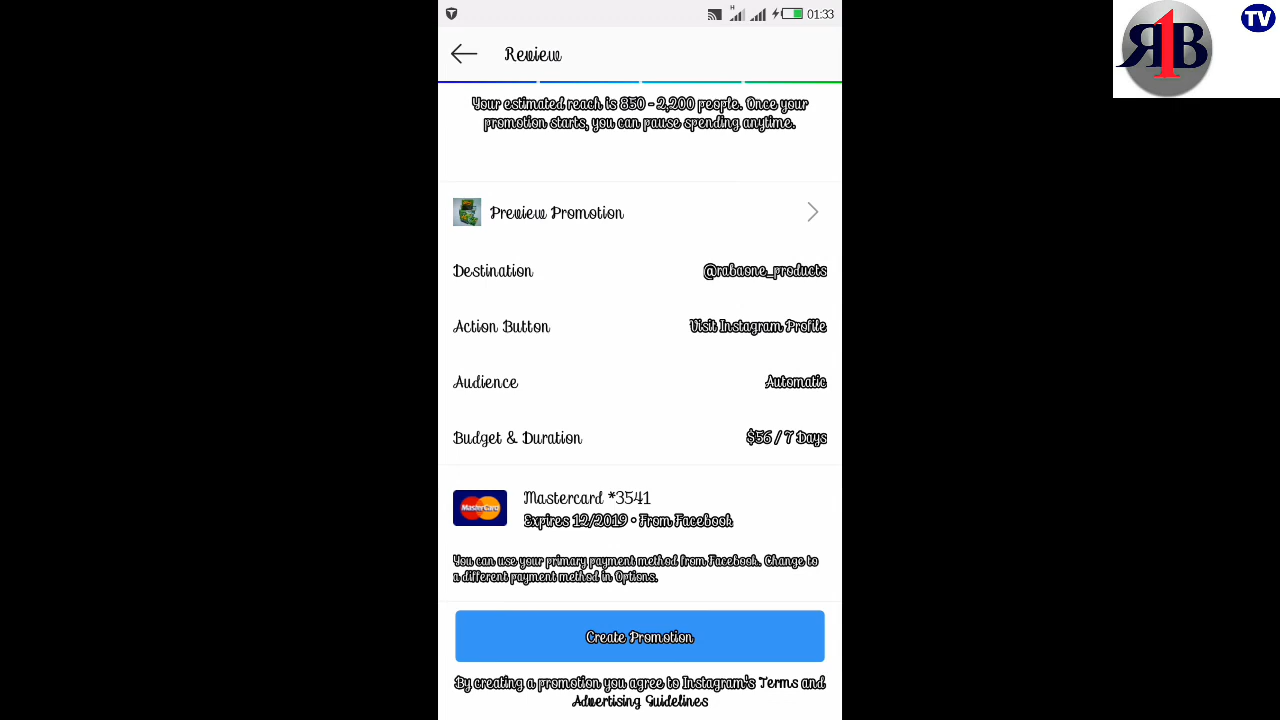 H 01:33
TV
R1B
Review
Your estimated reach is 850 - 2,200 people. Once your
promotion starts, you can pause spending anytime.
Preview Promotion
Destination @rabaone_products
Action Button Visit Instagram Profile
Audience Automatic
Budget & Duration $56 / 7 Days
MasterCard
Mastercard *3541
Expires 12/2019 • From Facebook
You can use your primary payment method from Facebook. Change to
a different payment method in Options.
Create Promotion
By creating a promotion you agree to Instagram's Terms and
Advertising Guidelines